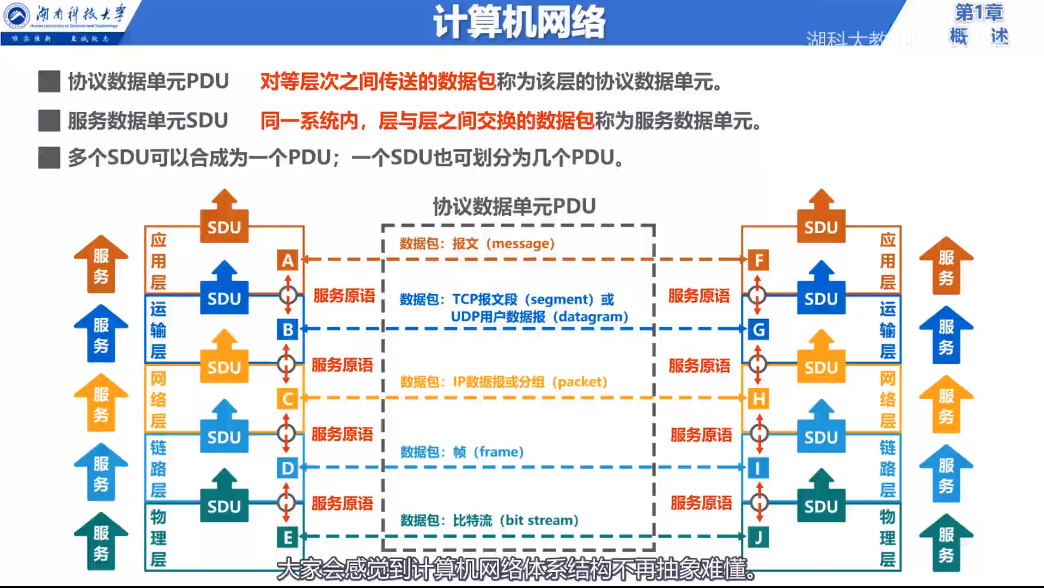 湖南科技大学
Hunan University of Science and Technology
唯实惟新 至诚致志
计算机网络
第1章
概 述
湖科大教
协议数据单元PDU 对等层次之间传送的数据包称为该层的协议数据单元。
服务数据单元SDU 同一系统内，层与层之间交换的数据包称为服务数据单元。
多个SDU可以合成为一个PDU；一个SDU也可划分为几个PDU。
协议数据单元PDU
服务
应用层
SDU
A
数据包：报文（message）
F
SDU
应用层
服务
服务原语
服务原语
服务
运输层
SDU
B
数据包：TCP报文段（segment）或
UDP用户数据报（datagram）
G
SDU
运输层
服务
服务原语
服务原语
服务
网络层
SDU
C
数据包：IP数据报或分组（packet）
H
SDU
网络层
服务
服务原语
服务原语
服务
链路层
SDU
D
数据包：帧（frame）
I
SDU
链路层
服务
服务原语
服务原语
服务
物理层
SDU
E
数据包：比特流（bit stream）
J
SDU
物理层
服务
大家会感觉到计算机网络体系结构不再抽象难懂。